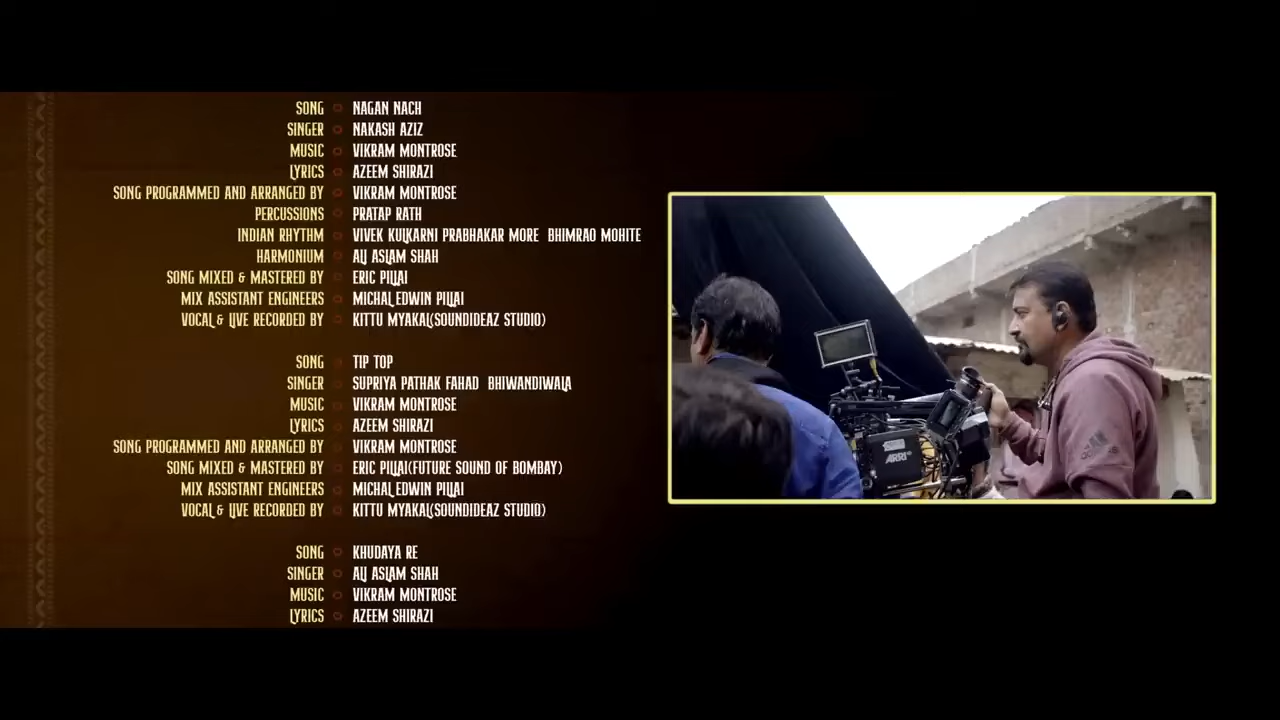 SONG NAGAN NACH
SINGER NAKASH AZIZ
MUSIC VIKRAM MONTROSE
LYRICS AZEEM SHIRAZI
SONG PROGRAMMED AND ARRANGED BY VIKRAM MONTROSE
PERCUSSIONS PRATAP RATH
INDIAN RHYTHM VIVEK KULKARNI PRABHAKAR MORE BHIMRAO MOHITE
HARMONIUM ALI ASLAM SHAH
SONG MIXED & MASTERED BY ERIC PILLAI
MIX ASSISTANT ENGINEERS MICHAL EDWIN PILLAI
VOCAL & LIVE RECORDED BY KITTU MYAKAL(SOUNDIDEAZ STUDIO)
SONG TIP TOP
SINGER SUPRIYA PATHAK FAHAD BHIWANDIWALA
MUSIC VIKRAM MONTROSE
LYRICS AZEEM SHIRAZI
SONG PROGRAMMED AND ARRANGED BY VIKRAM MONTROSE
SONG MIXED & MASTERED BY ERIC PILLAI(FUTURE SOUND OF BOMBAY)
MIX ASSISTANT ENGINEERS MICHAL EDWIN PILLAI
VOCAL & LIVE RECORDED BY KITTU MYAKAL(SOUNDIDEAZ STUDIO)
SONG KHUDAYA RE
SINGER ALI ASLAM SHAH
MUSIC VIKRAM MONTROSE
LYRICS AZEEM SHIRAZI
ARRI
adidas